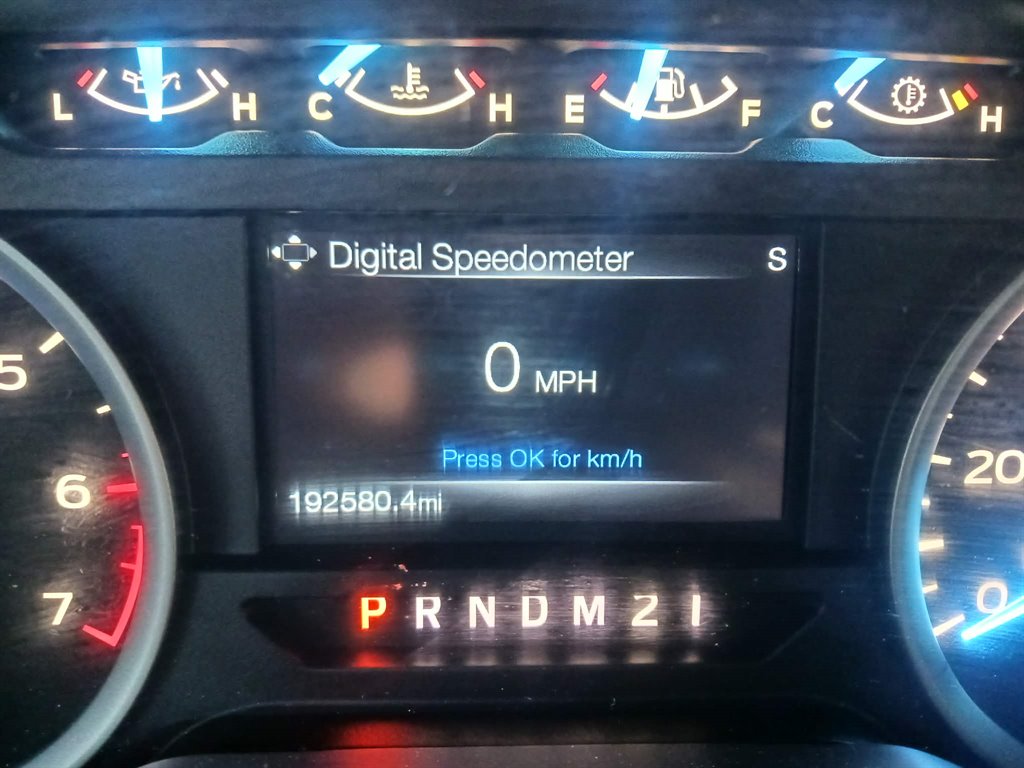 L H C H E F C H
Digital Speedometer S
0 MPH
Press OK for km/h
192580.4mi
P R N D M 2 1
5
6
7
20
0